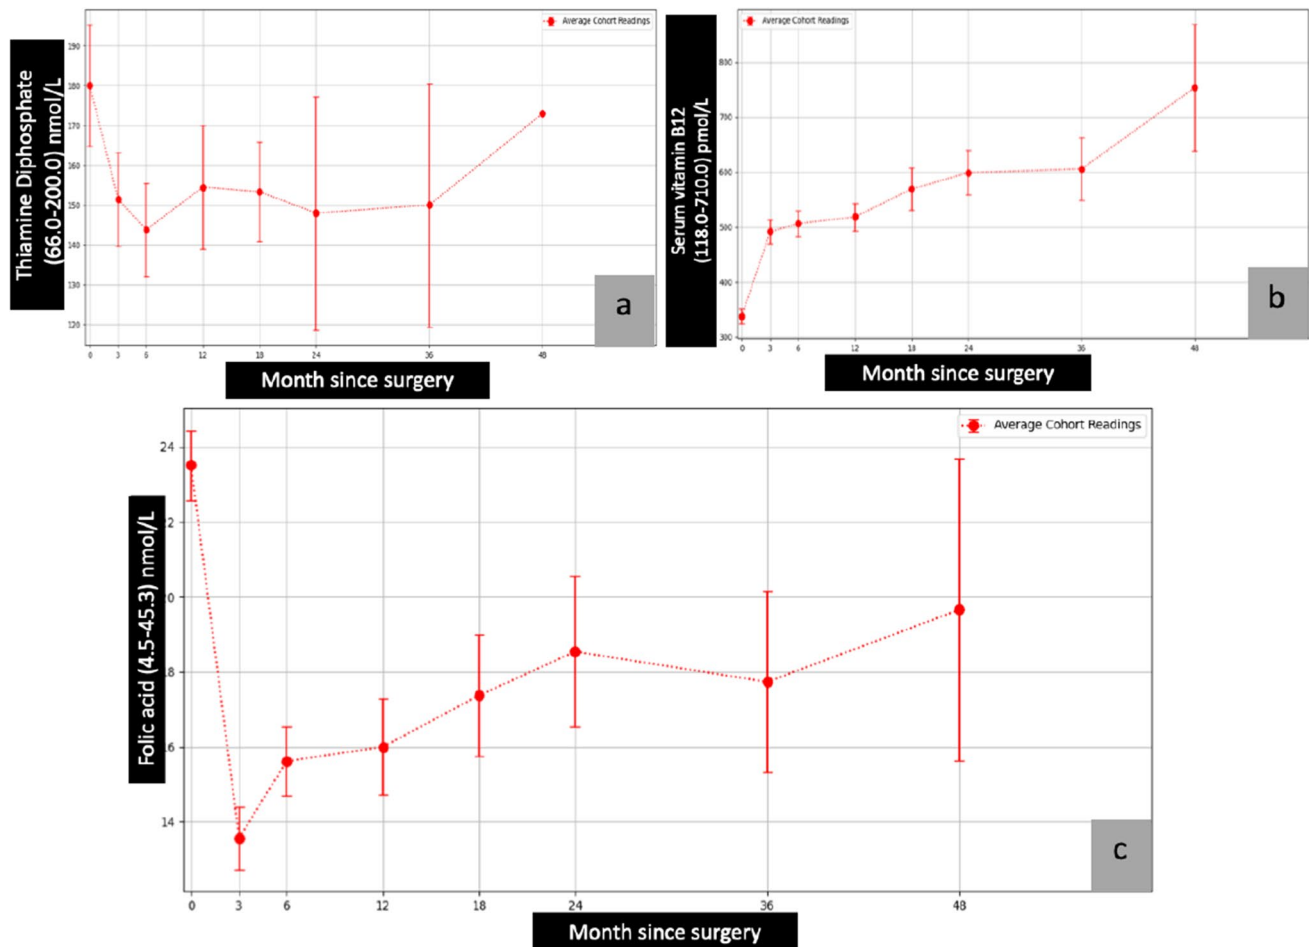 Average Cohort Readings
Thiamine Diphosphate
(66.0-200.0) nmol/L
190
180
170
160
150
140
130
120
0 3 6 12 18 24 36 48
Month since surgery
a
Average Cohort Readings
Serum vitamin B12
(118.0-710.0) pmol/L
800
700
600
500
400
300
0 3 6 12 18 24 36 48
Month since surgery
b
Average Cohort Readings
Folic acid (4.5-45.3) nmol/L
24
22
20
18
16
14
0 3 6 12 18 24 36 48
Month since surgery
c